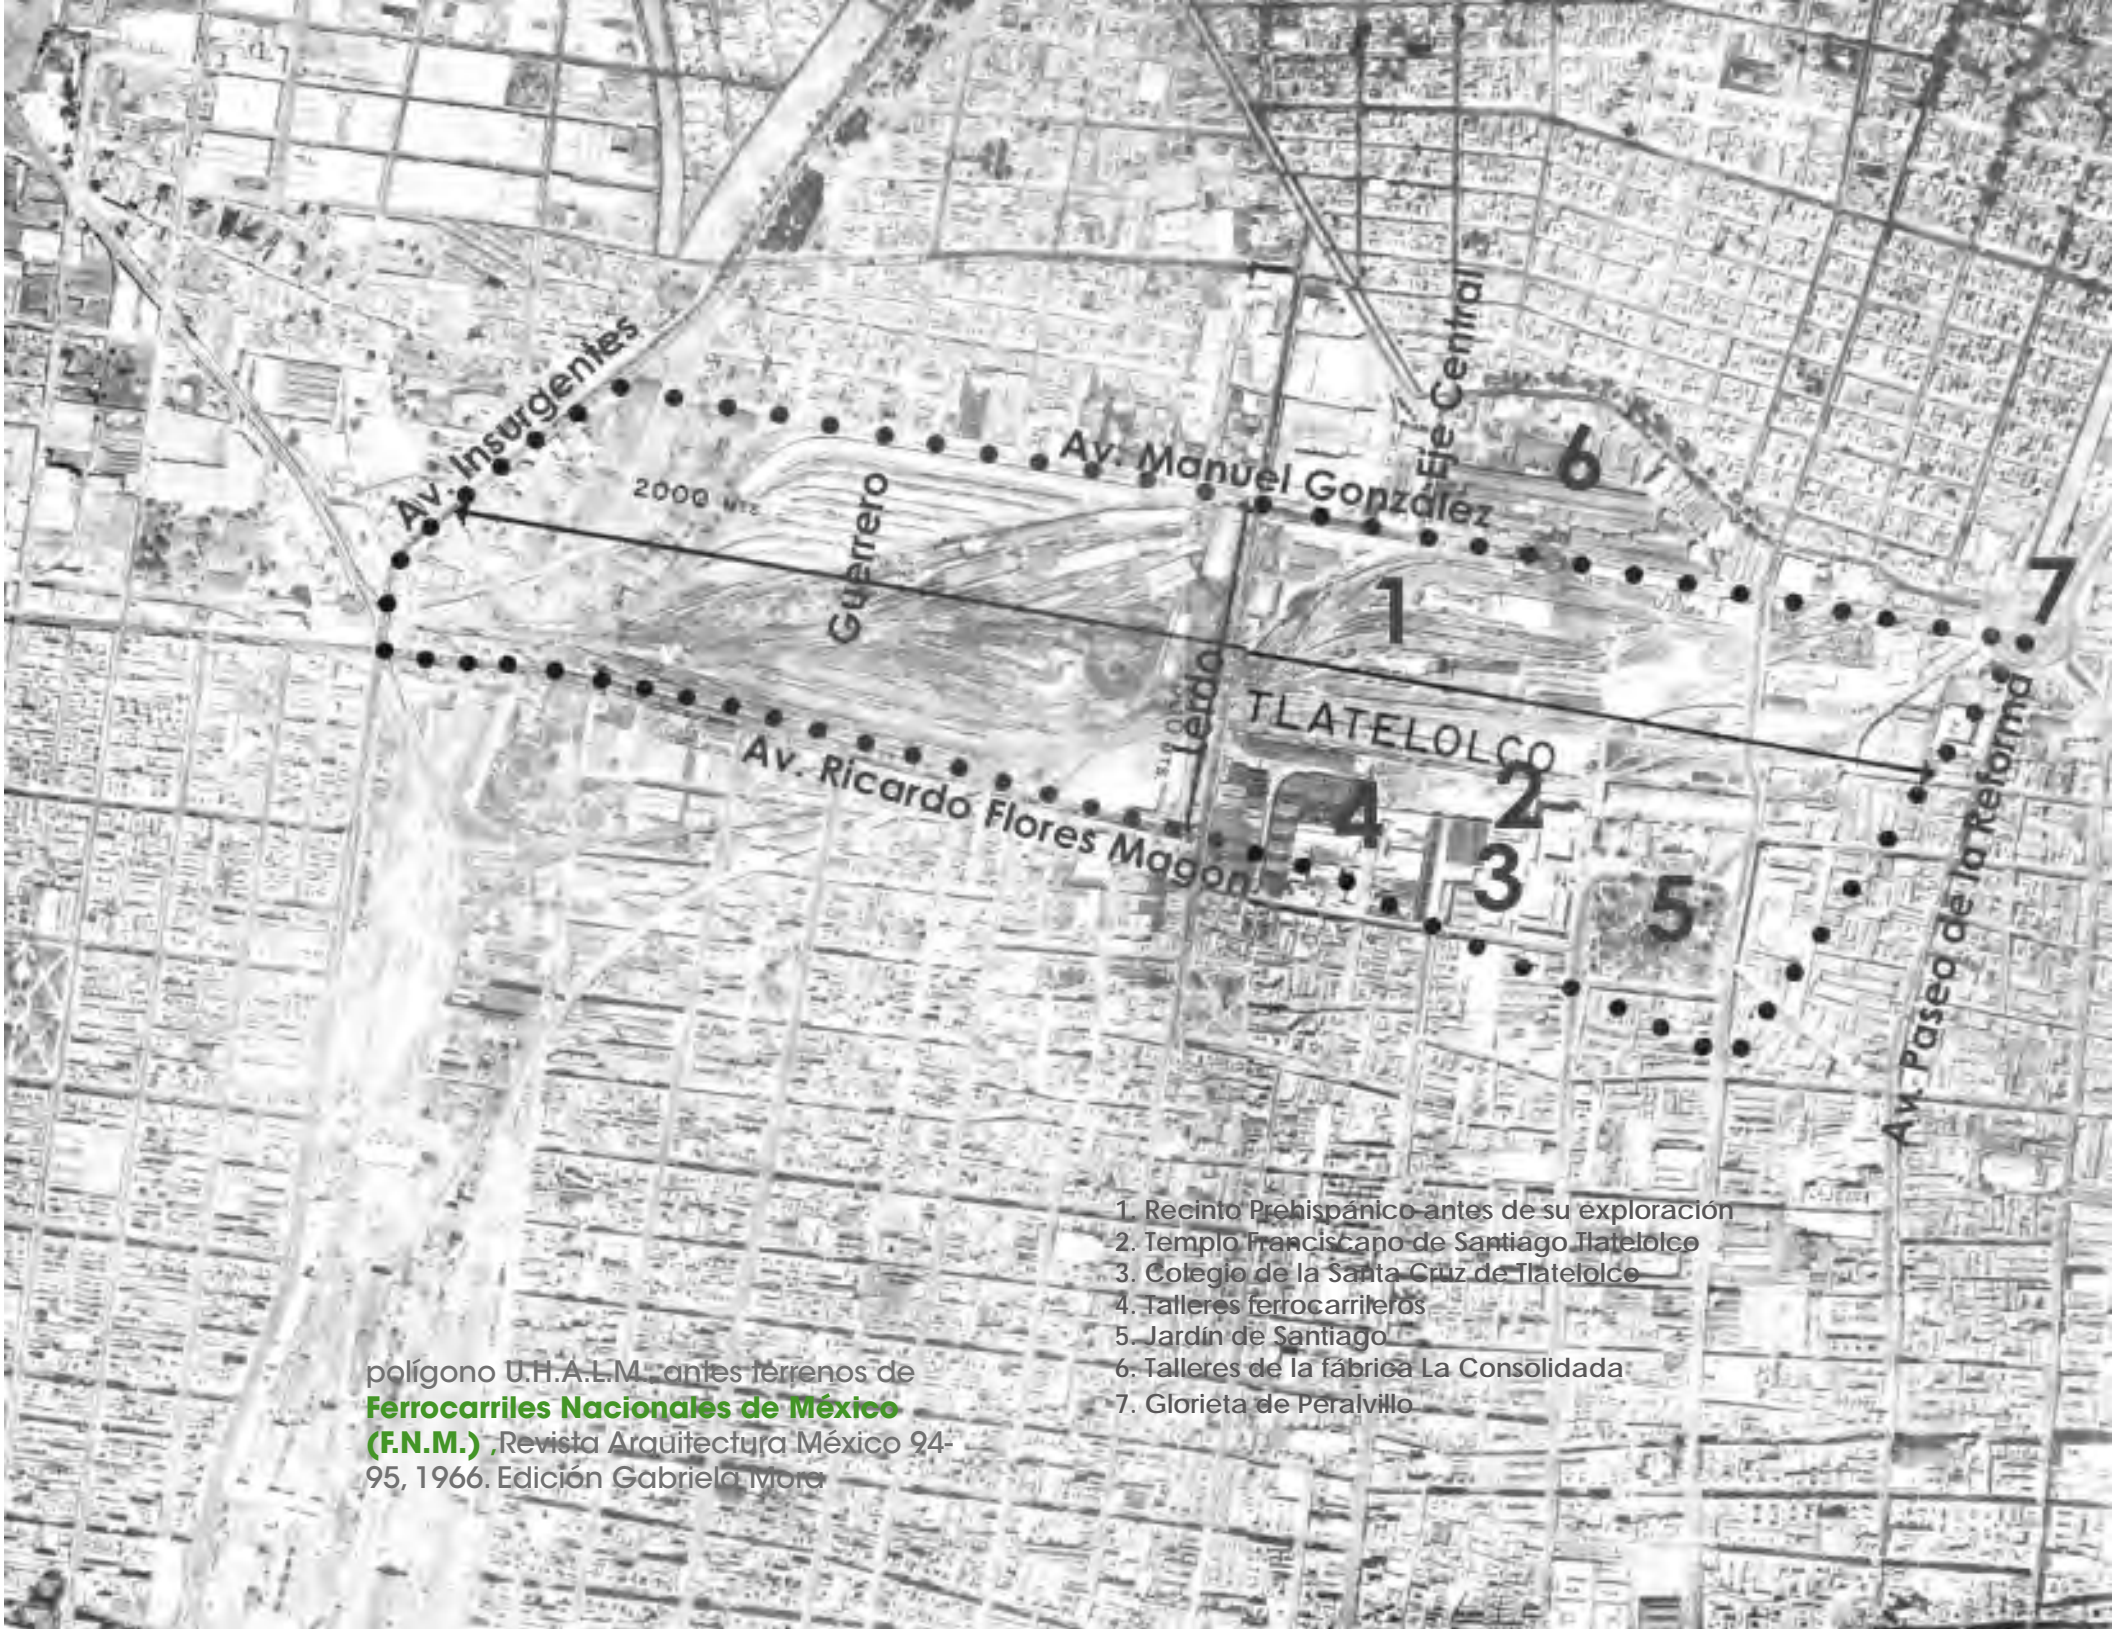 Av. Insurgentes
Eje Central
6
Av. Manuel González
2000 MTS
Guerrero
7
1
Lerdo
TLATELOLCO
2
Av. Ricardo Flores Magon
4
3
5
Av. Paseo de la Reforma
1. Recinto Prehispánico antes de su exploración
2. Templo Franciscano de Santiago Tlatelolco
3. Colegio de la Santa Cruz de Tlatelolco
4. Talleres ferrocarrileros
5. Jardín de Santiago
6. Talleres de la fábrica La Consolidada
7. Glorieta de Peralvillo
polígono U.H.A.L.M., antes terrenos de
Ferrocarriles Nacionales de México
(F.N.M.) ,Revista Arquitectura México 94-
95, 1966. Edición Gabriela Mora